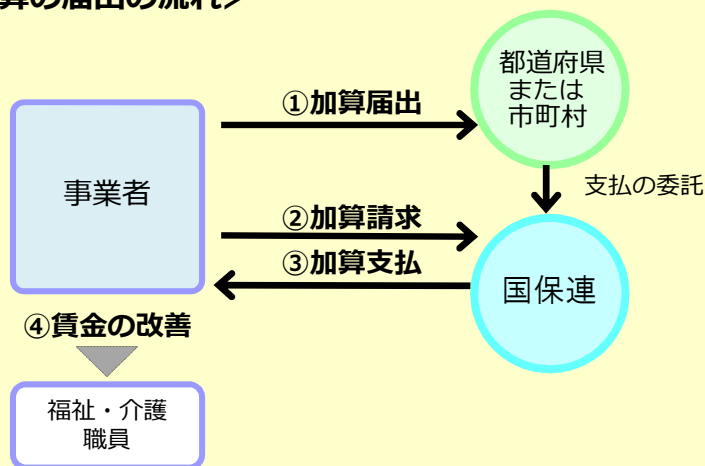 算の届出の流れ>
都道府県
または
市町村
①加算届出
事業者
支払の委託
②加算請求
③加算支払
国保連
④賃金の改善
福祉・介護
職員